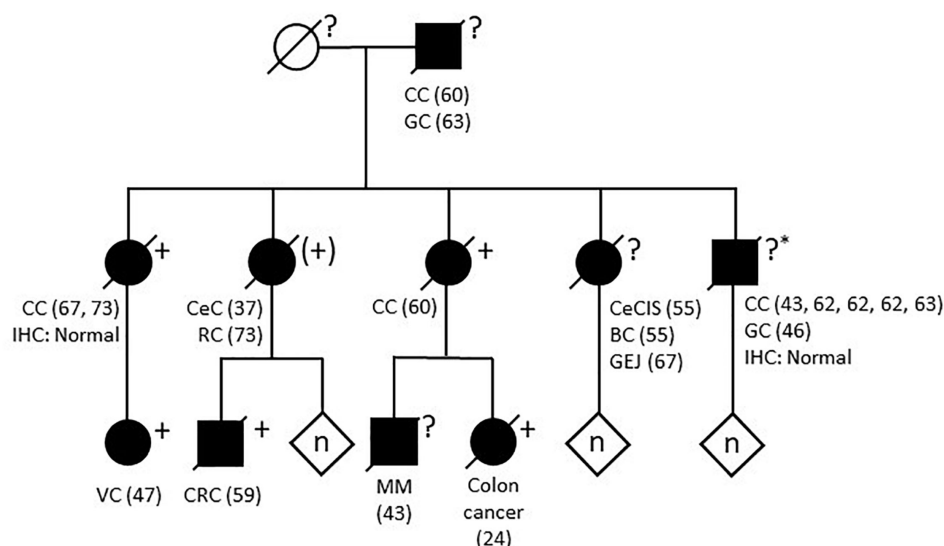 ? ?
CC (60)
GC (63)
+ (+) + ? ?*
CC (67, 73)
IHC: Normal
CeC (37)
RC (73)
CC (60)
CeCIS (55)
BC (55)
GEJ (67)
CC (43, 62, 62, 62, 63)
GC (46)
IHC: Normal
+ + n ? + n n
VC (47)
CRC (59)
MM
(43)
Colon
cancer
(24)